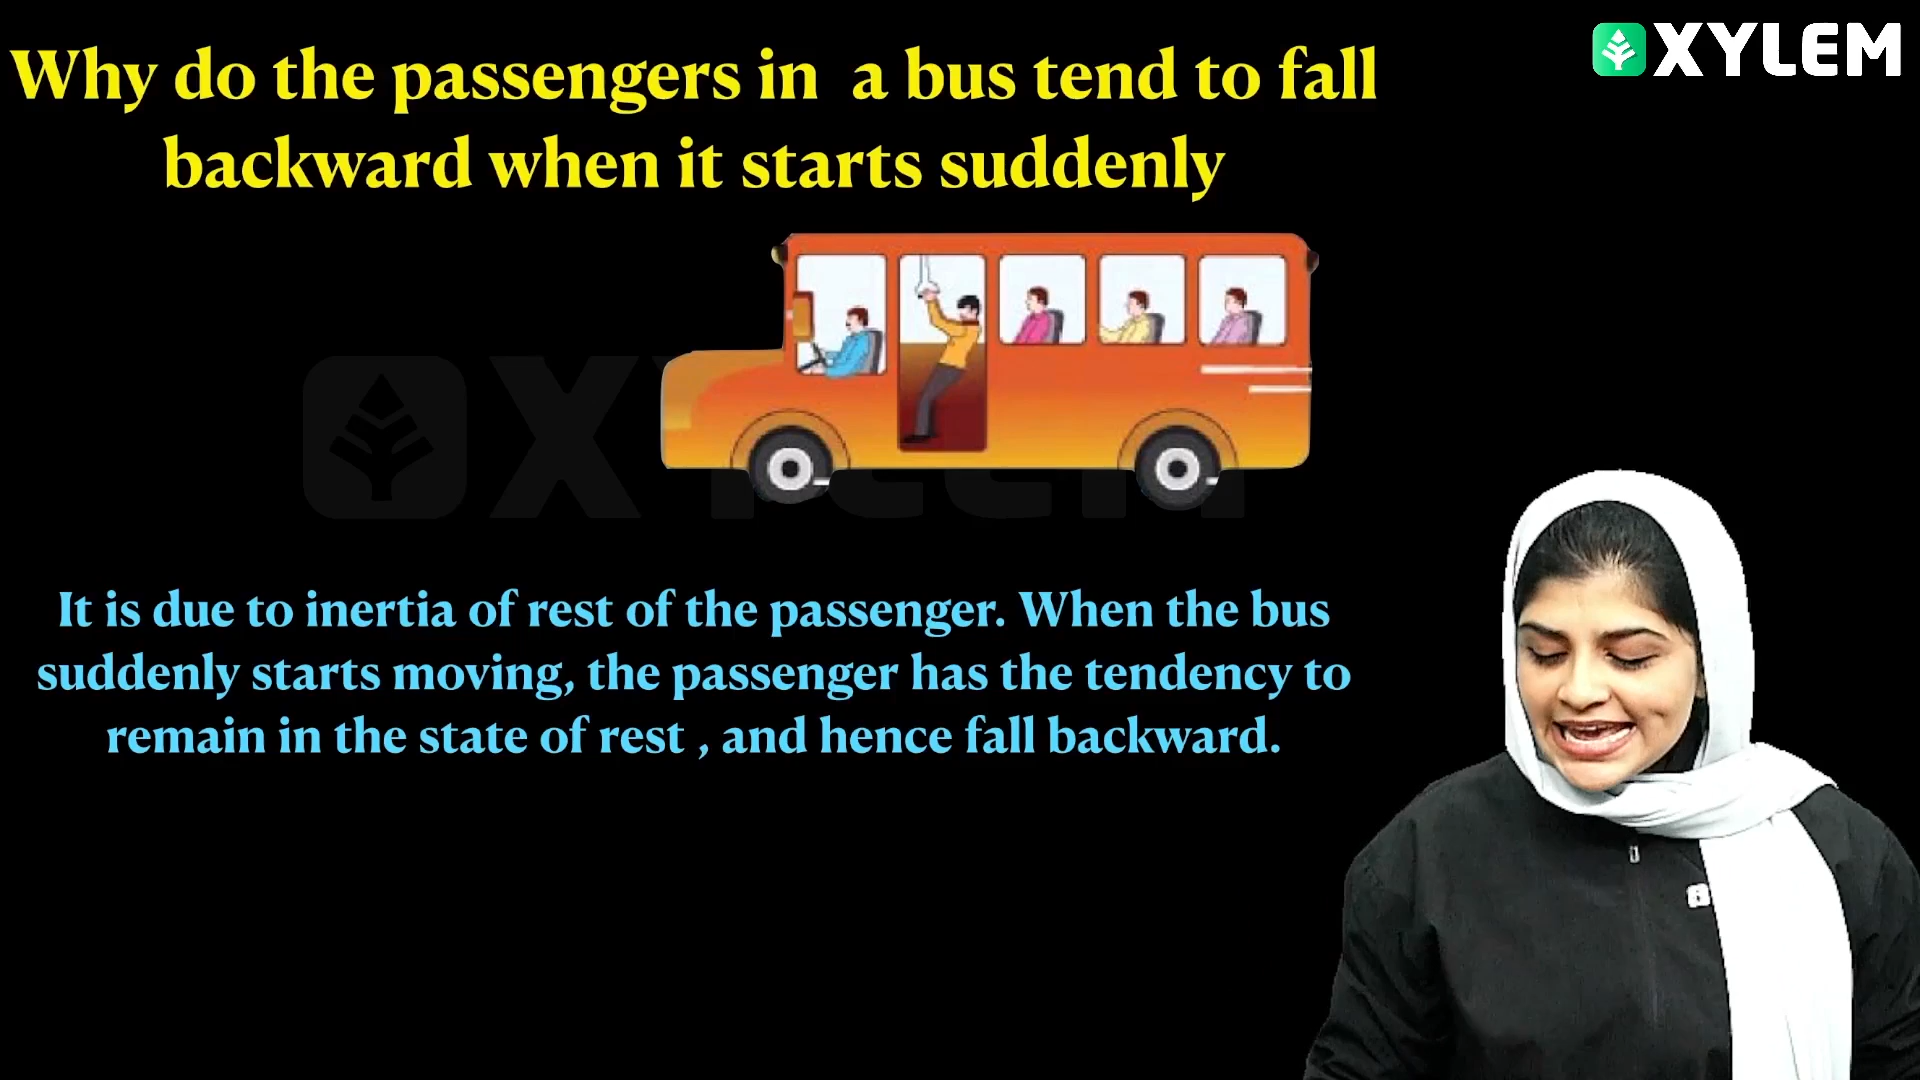 XYLEM
Why do the passengers in a bus tend to fall
backward when it starts suddenly
XYLEM
It is due to inertia of rest of the passenger. When the bus
suddenly starts moving, the passenger has the tendency to
remain in the state of rest , and hence fall backward.